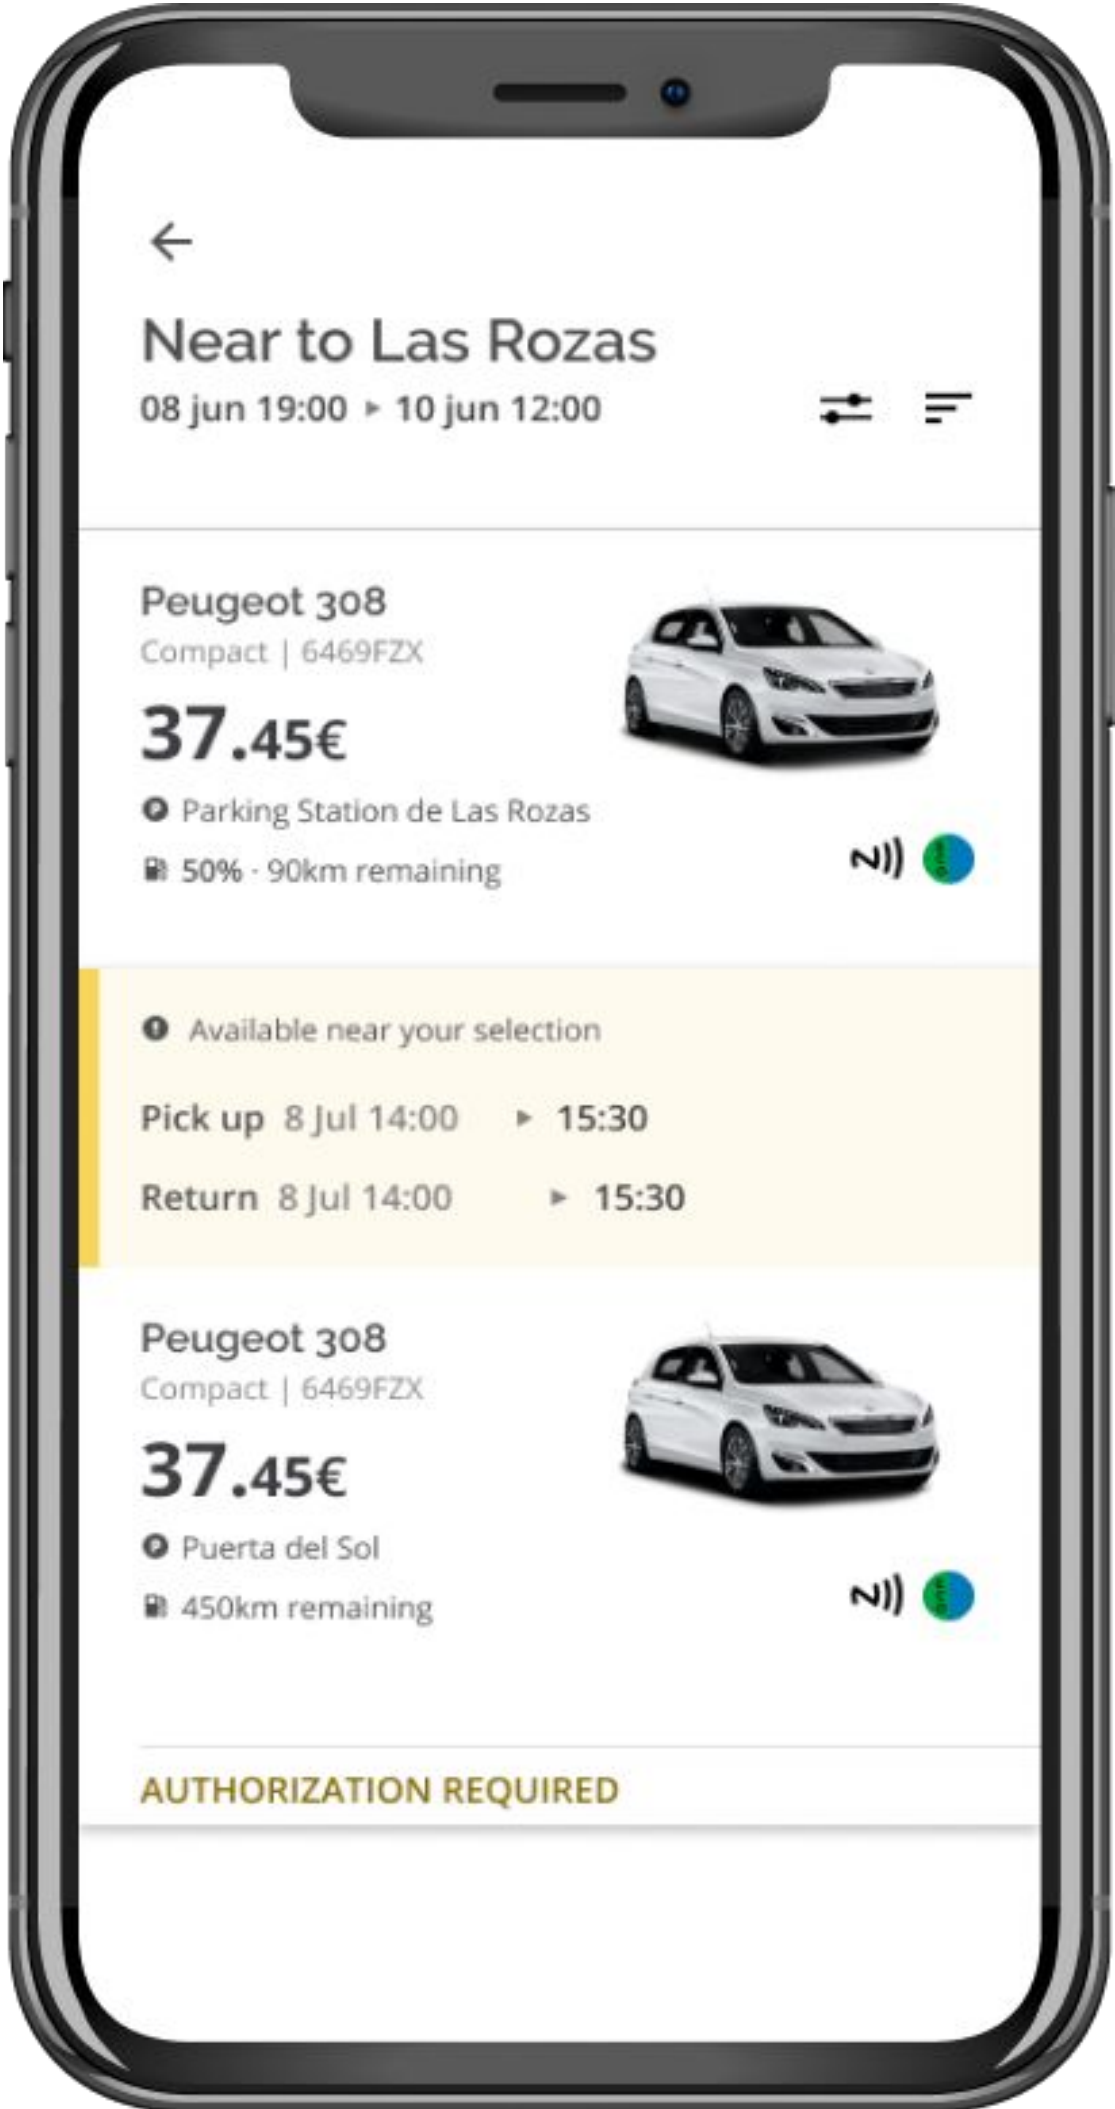 Near to Las Rozas
08 jun 19:00 ▸ 10 jun 12:00
Peugeot 308
Compact | 6469FZX
37.45€
Parking Station de Las Rozas
50% · 90km remaining
Available near your selection
Pick up 8 Jul 14:00 ▸ 15:30
Return 8 Jul 14:00 ▸ 15:30
Peugeot 308
Compact | 6469FZX
37.45€
Puerta del Sol
450km remaining
AUTHORIZATION REQUIRED